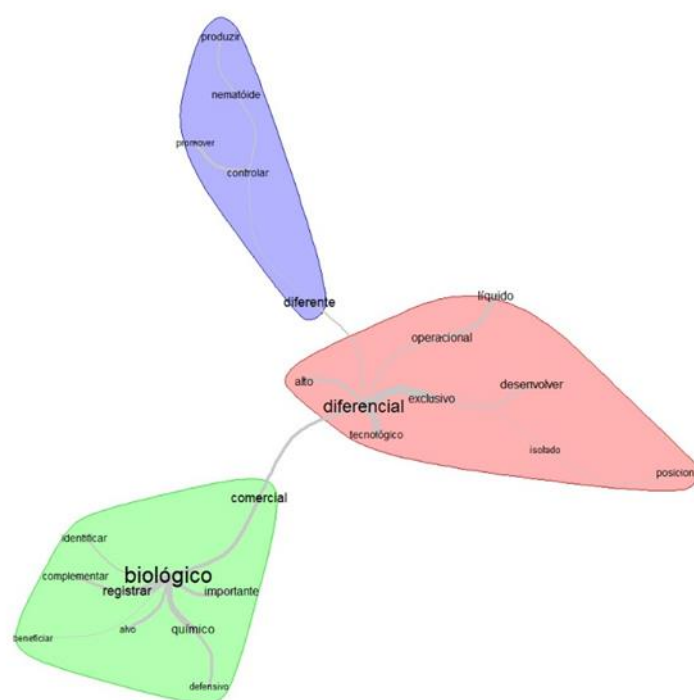 produzir
nematóide
promover
controlar
diferente
líquido
operacional
alto
exclusivo
desenvolver
diferencial
tecnológico
isolado
posicion
comercial
identificar
biológico
complementar
registrar
importante
alvo
químico
beneficiar
defensivo